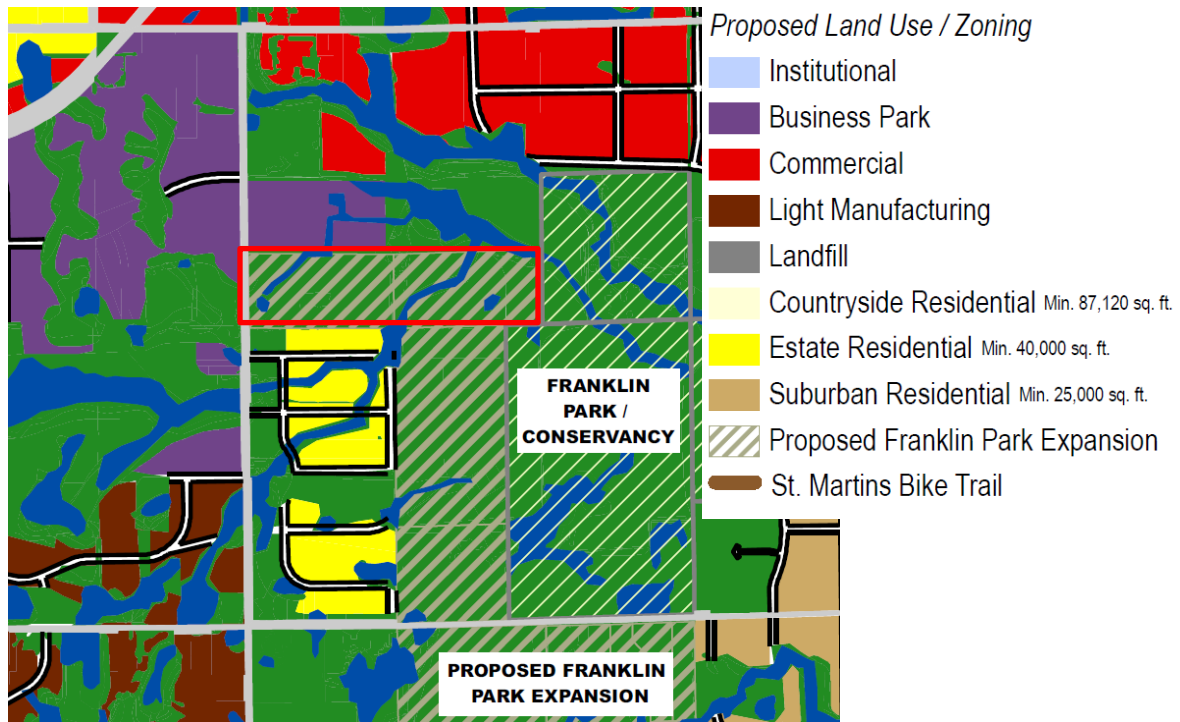 Proposed Land Use / Zoning
Institutional
Business Park
Commercial
Light Manufacturing
Landfill
Countryside Residential Min. 87,120 sq. ft.
Estate Residential Min. 40,000 sq. ft.
Suburban Residential Min. 25,000 sq. ft.
Proposed Franklin Park Expansion
St. Martins Bike Trail
FRANKLIN
PARK /
CONSERVANCY
PROPOSED FRANKLIN
PARK EXPANSION